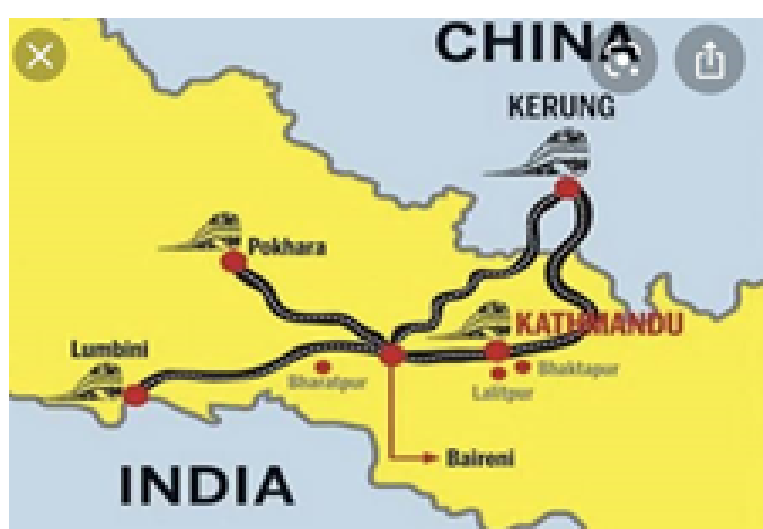 CHINA
KERUNG
Pokhara
KATHMANDU
Lumbini
Bharatpur
Bhaktapur
Lalitpur
Baireni
INDIA